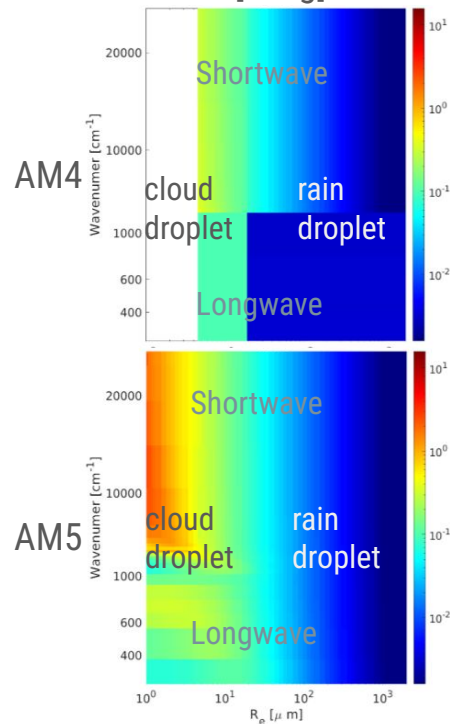 AM4
Wavenumer [cm⁻¹]
20000
10000
1000
600
400
Shortwave
cloud droplet
rain droplet
Longwave
10¹
10⁰
10⁻¹
10⁻²
AM5
Wavenumer [cm⁻¹]
20000
10000
1000
600
400
Shortwave
cloud droplet
rain droplet
Longwave
10¹
10⁰
10⁻¹
10⁻²
10⁰
10¹
10²
10³
Rₑ [μ m]